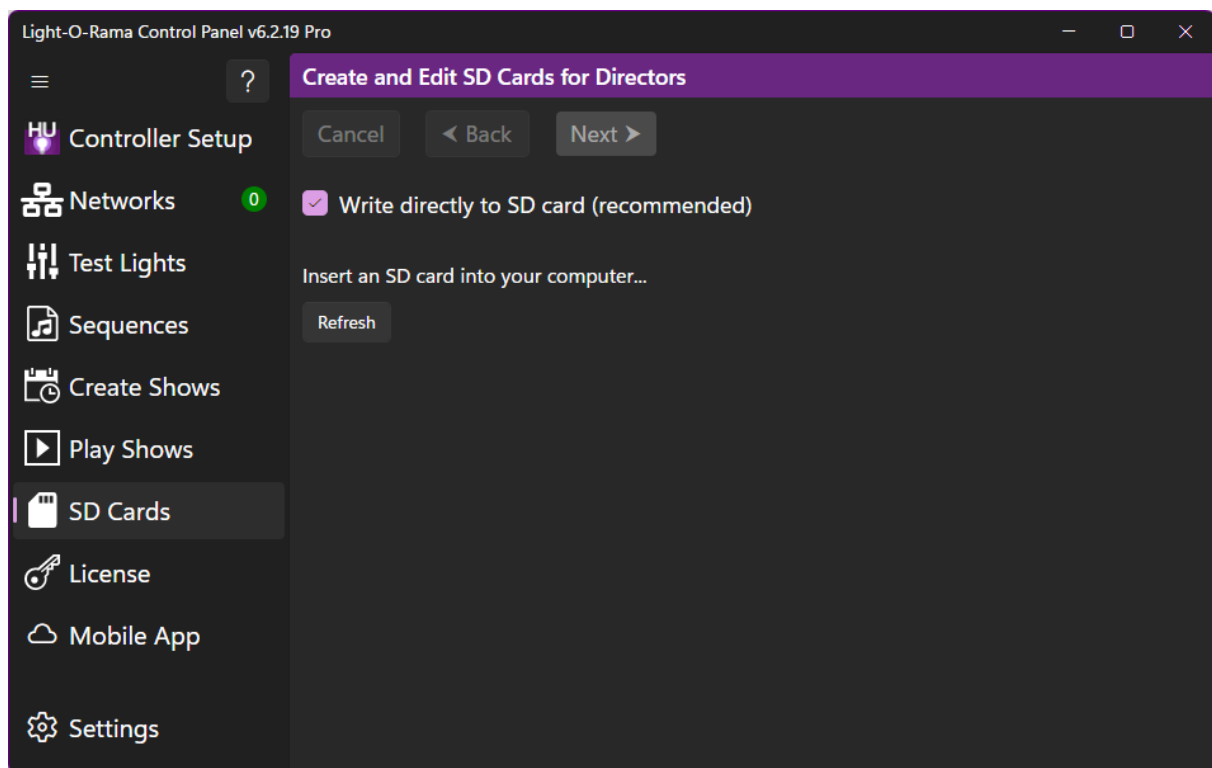 Light-O-Rama Control Panel v6.2.19 Pro
?
Create and Edit SD Cards for Directors
Cancel
Back
Next
HU
Controller Setup
Networks
0
Test Lights
Sequences
Create Shows
Play Shows
SD Cards
License
Mobile App
Settings
Write directly to SD card (recommended)
Insert an SD card into your computer...
Refresh